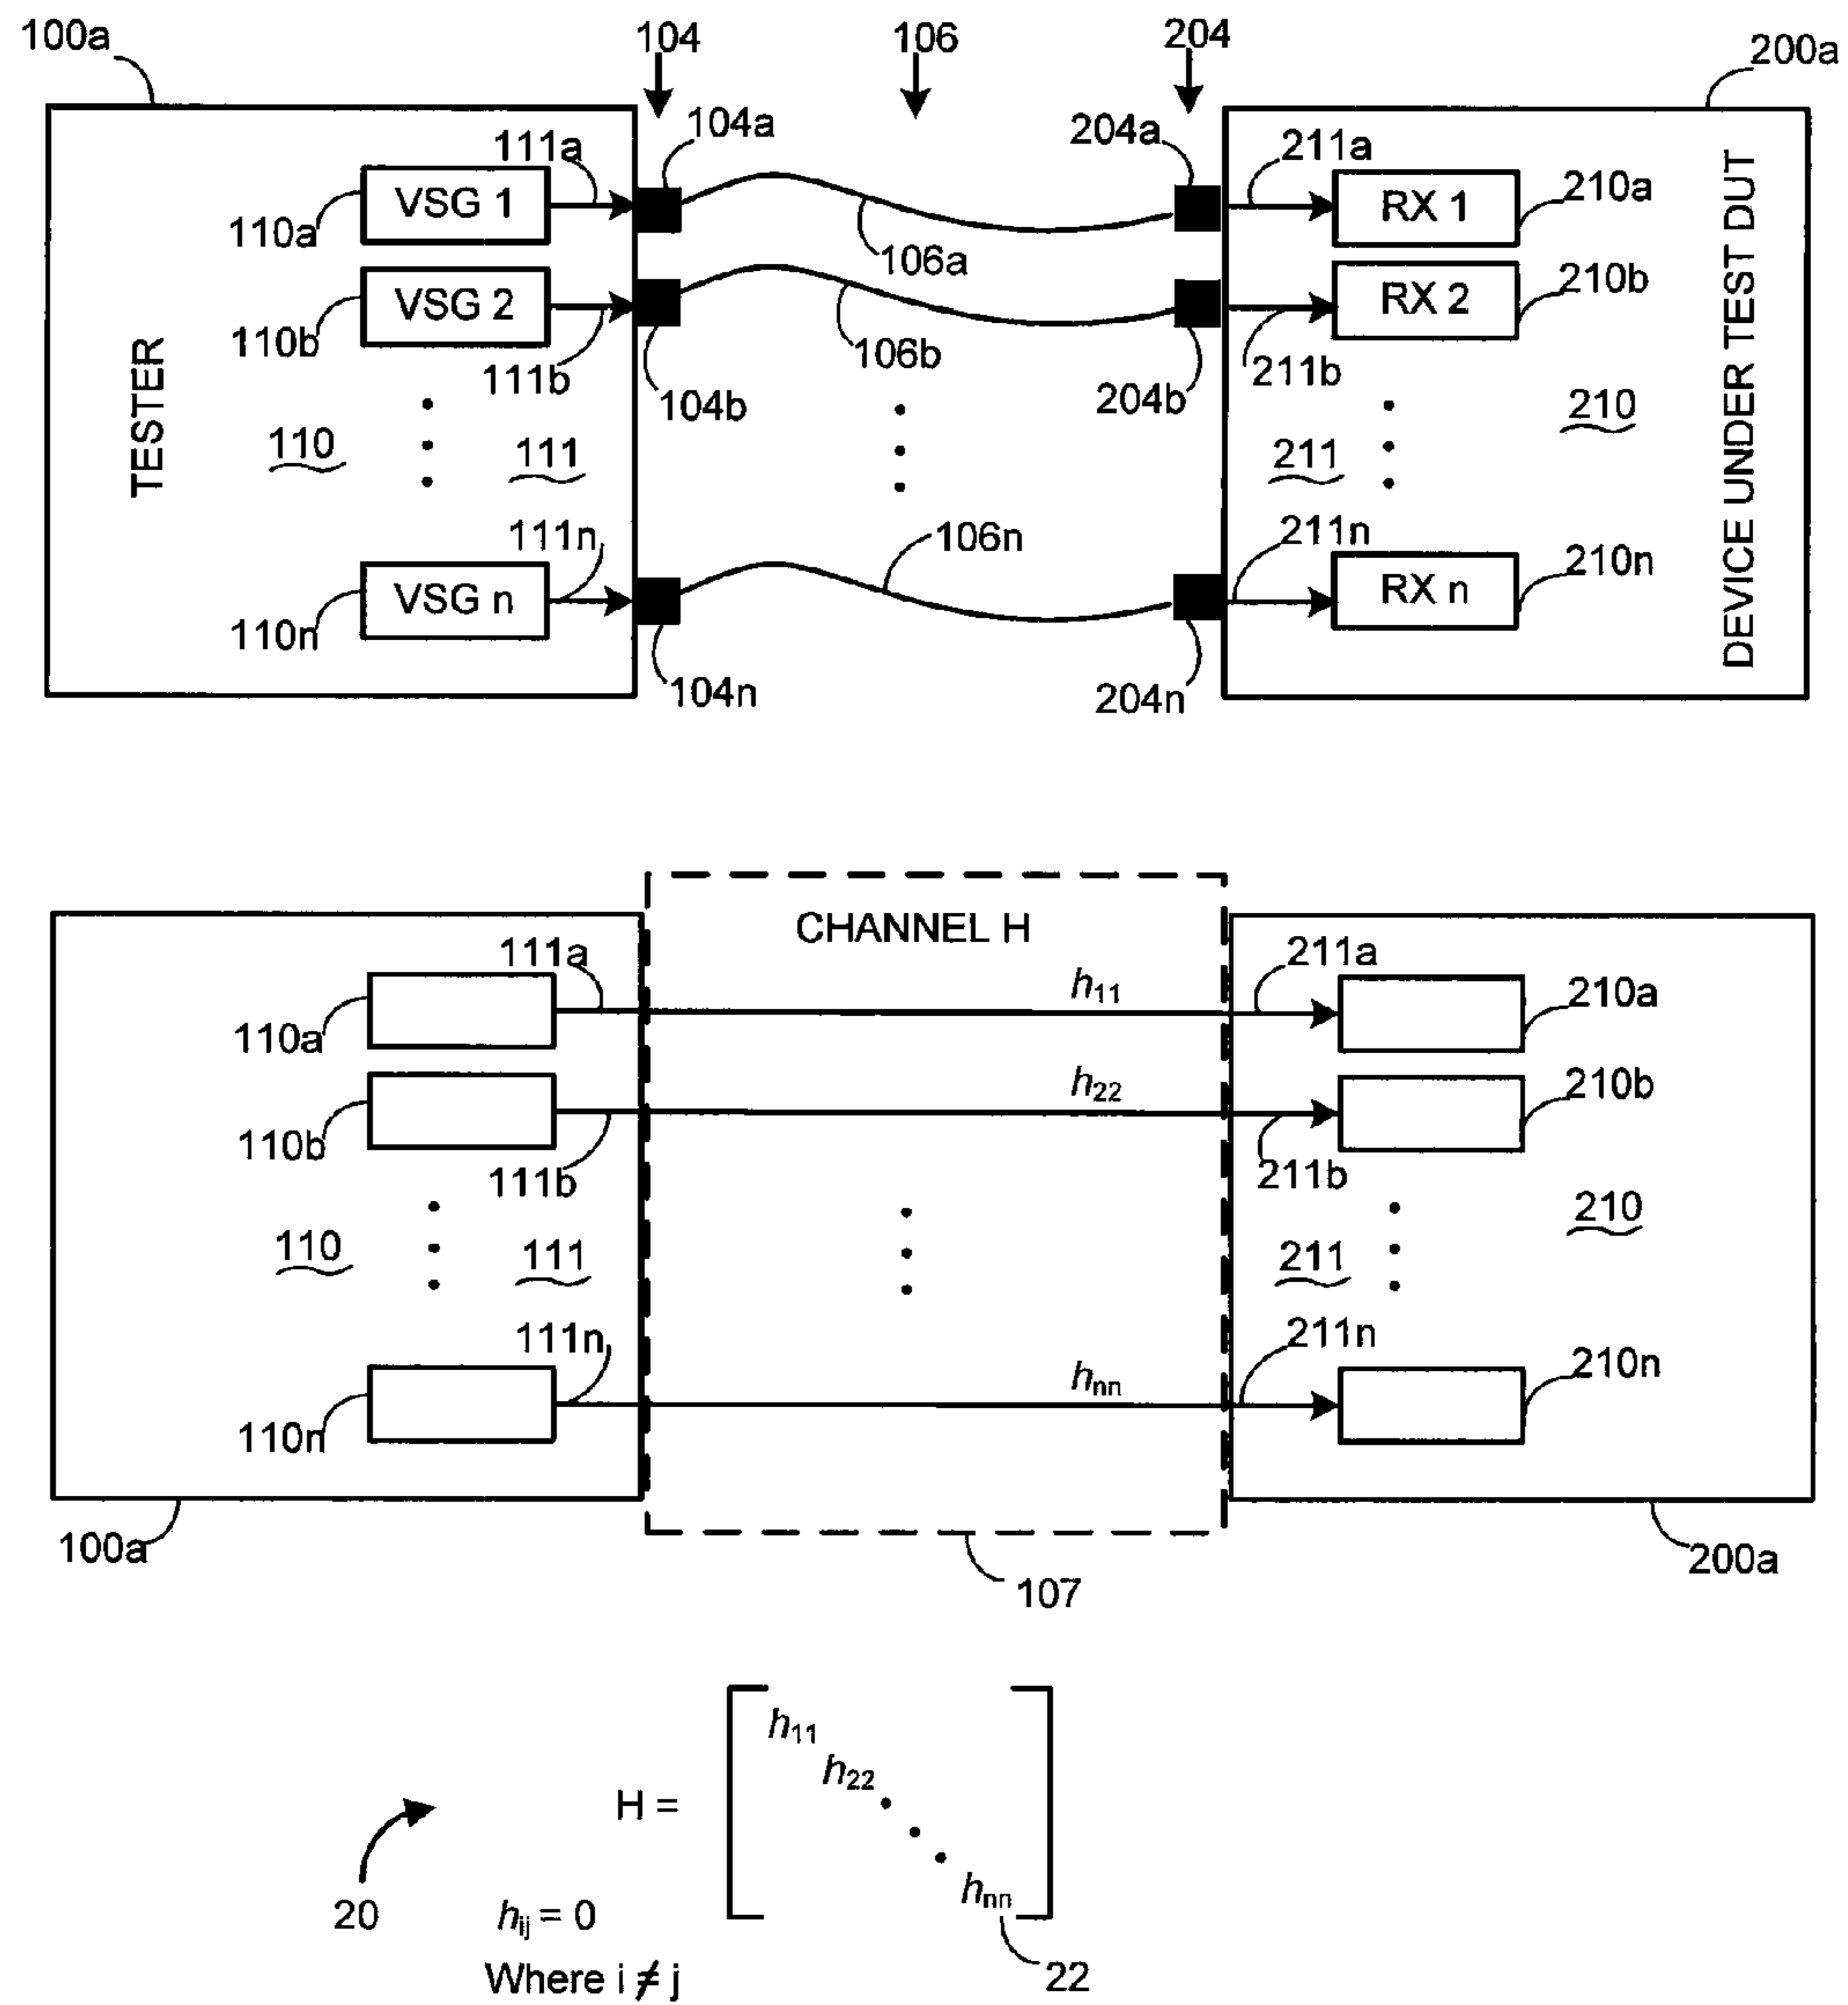 100a
104
106
204
200a
104a
204a
111a
211a
VSG 1
RX 1
210a
110a
106a
VSG 2
RX 2
210b
110b
106b
111b
211b
104b
204b
TESTER
DEVICE UNDER TEST DUT
110
111
211
210
111n
106n
211n
VSG n
RX n
210n
110n
104n
204n
CHANNEL H
111a
h11
211a
210a
110a
h22
210b
110b
111b
211b
110
111
211
210
111n
hnn
211n
210n
110n
100a
200a
107
h11
h22
H =
hnn
20
hij = 0
Where i ≠ j
22